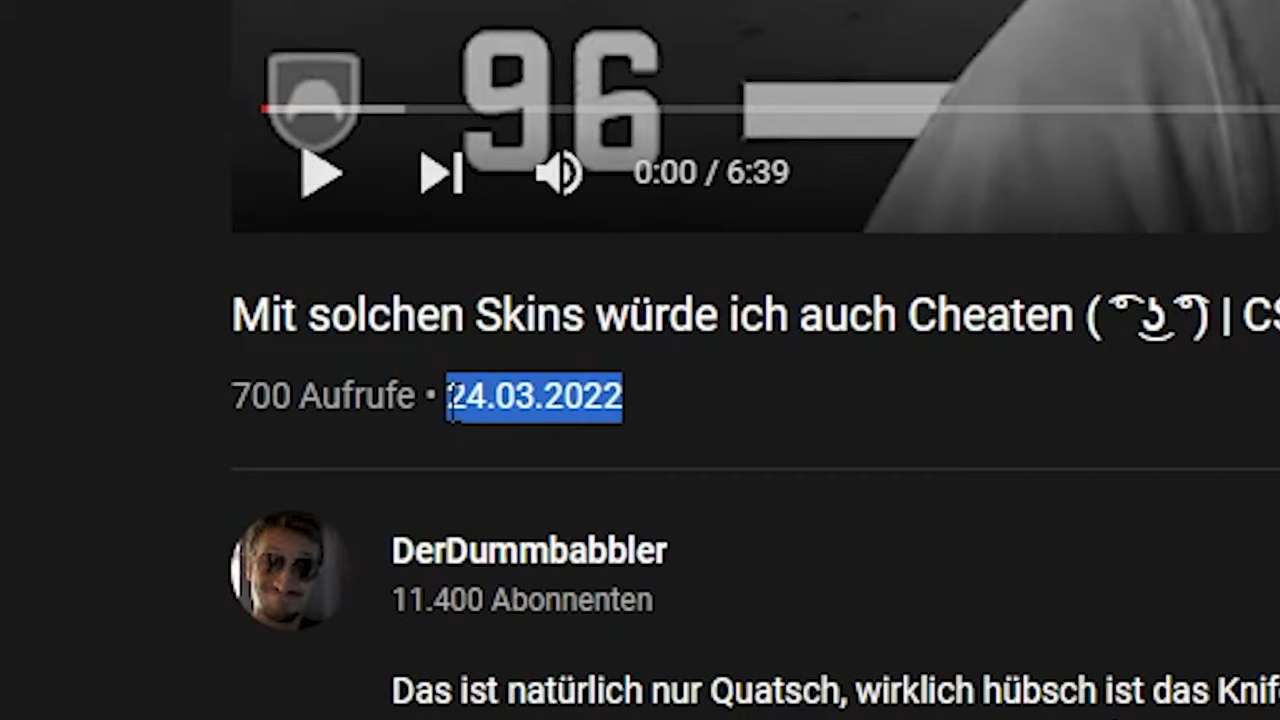 96
0:00 / 6:39
Mit solchen Skins würde ich auch Cheaten ( ͡° ͜ʖ ͡°) | CS
700 Aufrufe • 24.03.2022
DerDummbabbler
11.400 Abonnenten
Das ist natürlich nur Quatsch, wirklich hübsch ist das Knif